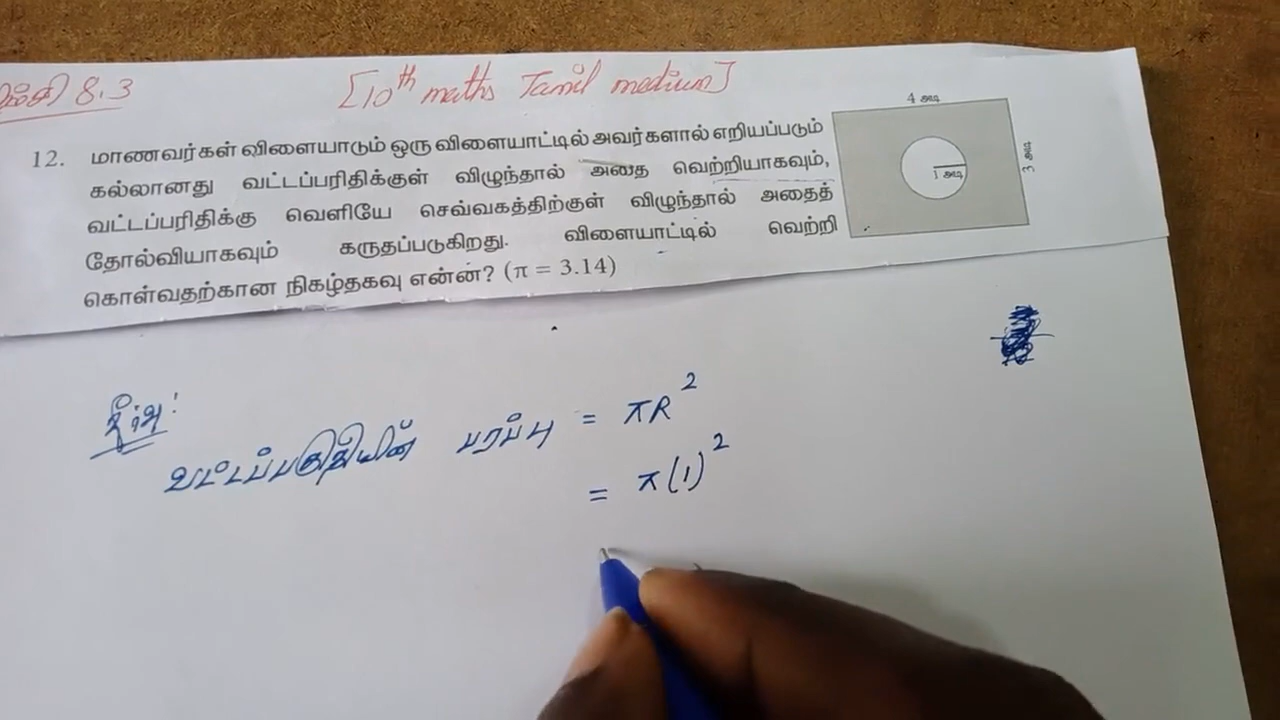 8.3
[10th maths Tamil medium]
12. மாணவர்கள் விளையாடும் ஒரு விளையாட்டில் அவர்களால் எறியப்படும்
கல்லானது வட்டப்பரிதிக்குள் விழுந்தால் அதை வெற்றியாகவும்,
வட்டப்பரிதிக்கு வெளியே செவ்வகத்திற்குள் விழுந்தால் அதைத்
தோல்வியாகவும் கருதப்படுகிறது. விளையாட்டில் வெற்றி
கொள்வதற்கான நிகழ்தகவு என்ன? (π = 3.14)
4 அடி
3 அடி
1 அடி
தீர்வு:
வட்டப்பகுதியின் பரப்பு = πR²
= π(1)²